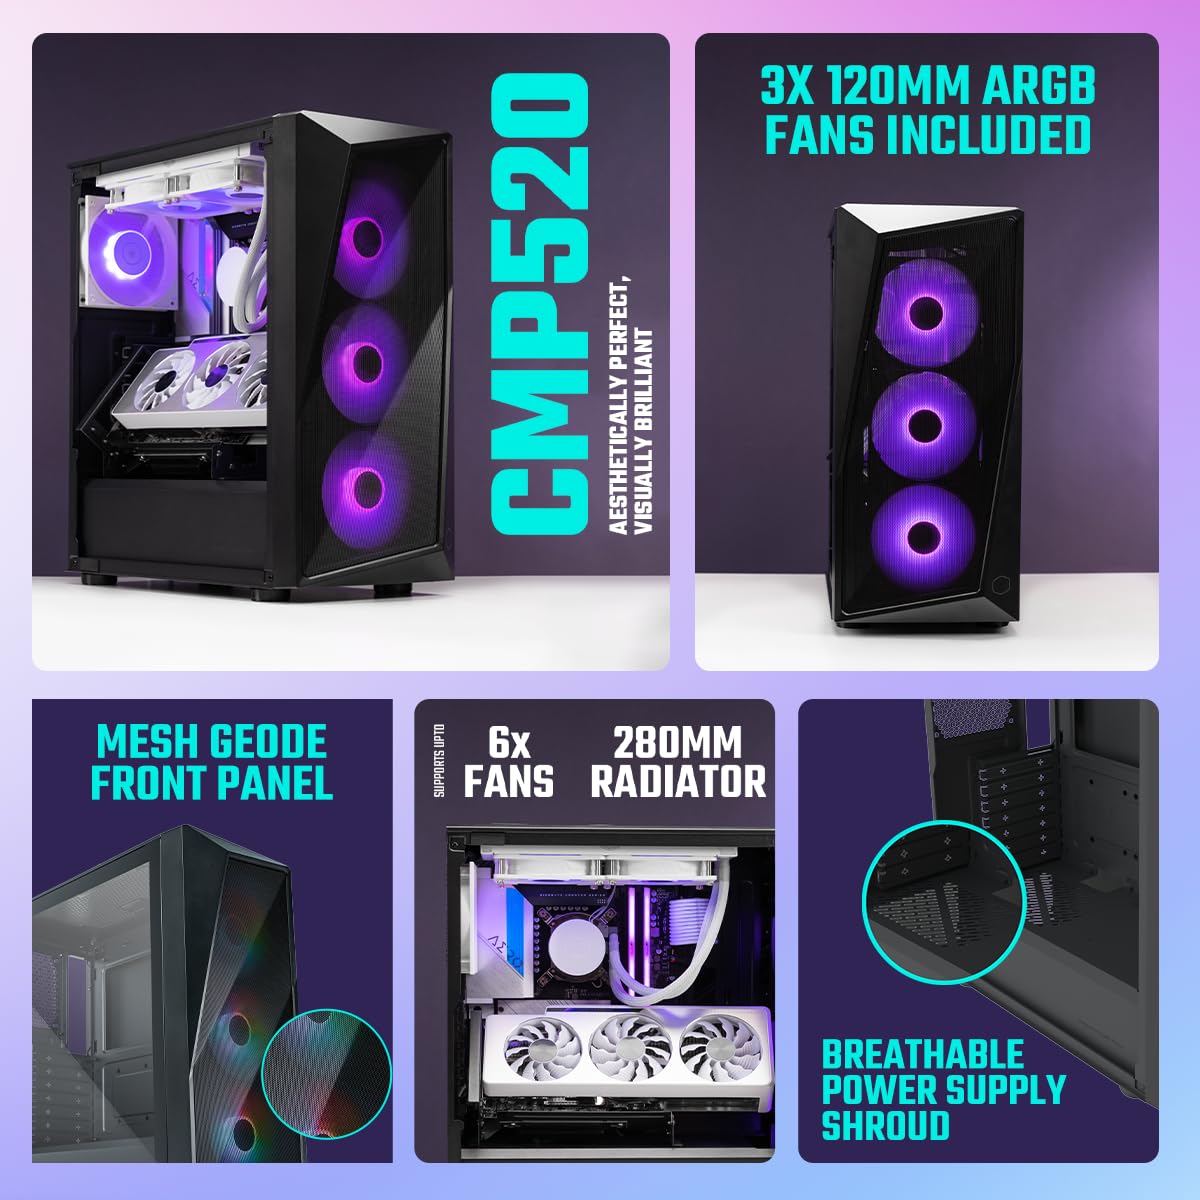 CMP520
AESTHETICALLY PERFECT,
VISUALLY BRILLIANT
3X 120MM ARGB
FANS INCLUDED
MESH GEODE
FRONT PANEL
SUPPORTS UPTO
6x
FANS
280MM
RADIATOR
AERO
BREATHABLE
POWER SUPPLY
SHROUD